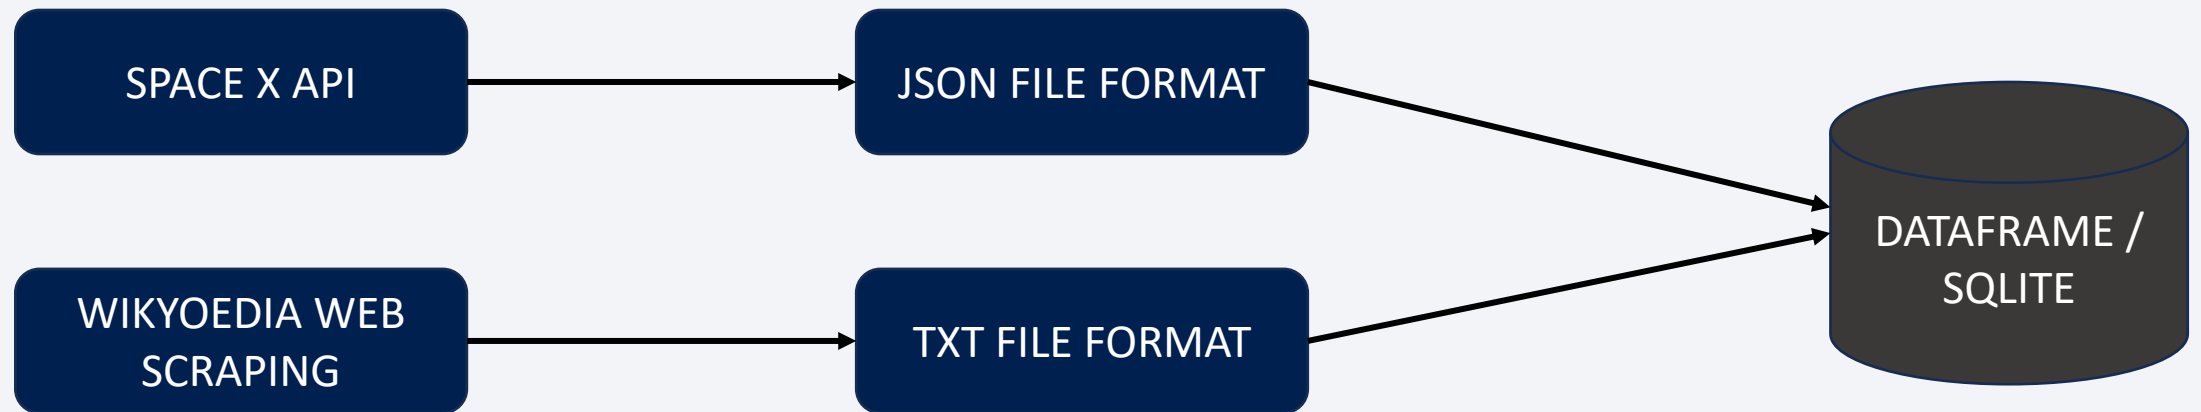 SPACE X API
JSON FILE FORMAT
DATAFRAME /
SQLITE
WIKYOEDIA WEB
SCRAPING
TXT FILE FORMAT